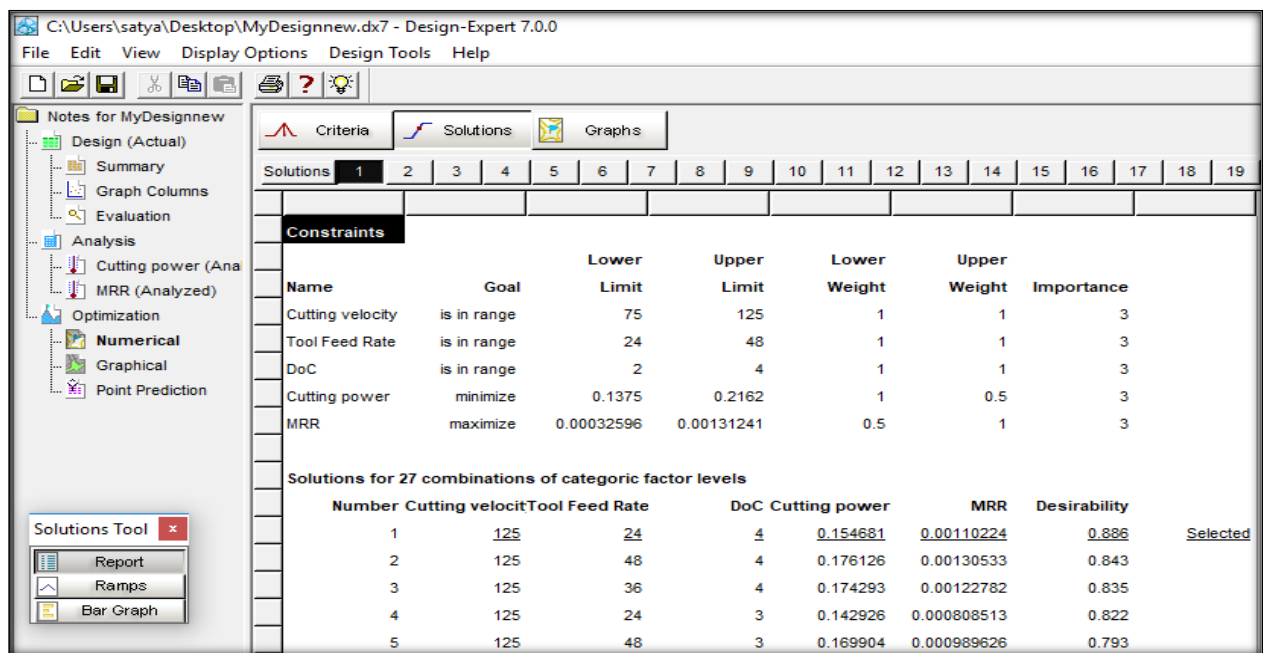 C:\Users\satya\Desktop\MyDesignnew.dx7 - Design-Expert 7.0.0
File Edit View Display Options Design Tools Help
Notes for MyDesignnew
Design (Actual)
Summary
Graph Columns
Evaluation
Analysis
Cutting power (Anal
MRR (Analyzed)
Optimization
Numerical
Graphical
Point Prediction
Solutions Tool x
Report
Ramps
Bar Graph
Criteria Solutions Graphs
Solutions 1 2 3 4 5 6 7 8 9 10 11 12 13 14 15 16 17 18 19
Constraints
Lower Upper Lower Upper
Name Goal Limit Limit Weight Weight Importance
Cutting velocity is in range 75 125 1 1 3
Tool Feed Rate is in range 24 48 1 1 3
DoC is in range 2 4 1 1 3
Cutting power minimize 0.1375 0.2162 1 0.5 3
MRR maximize 0.00032596 0.00131241 0.5 1 3
Solutions for 27 combinations of categoric factor levels
Number Cutting velocit Tool Feed Rate DoC Cutting power MRR Desirability
1 125 24 4 0.154681 0.00110224 0.886 Selected
2 125 48 4 0.176126 0.00130533 0.843
3 125 36 4 0.174293 0.00122782 0.835
4 125 24 3 0.142926 0.000808513 0.822
5 125 48 3 0.169904 0.000989626 0.793